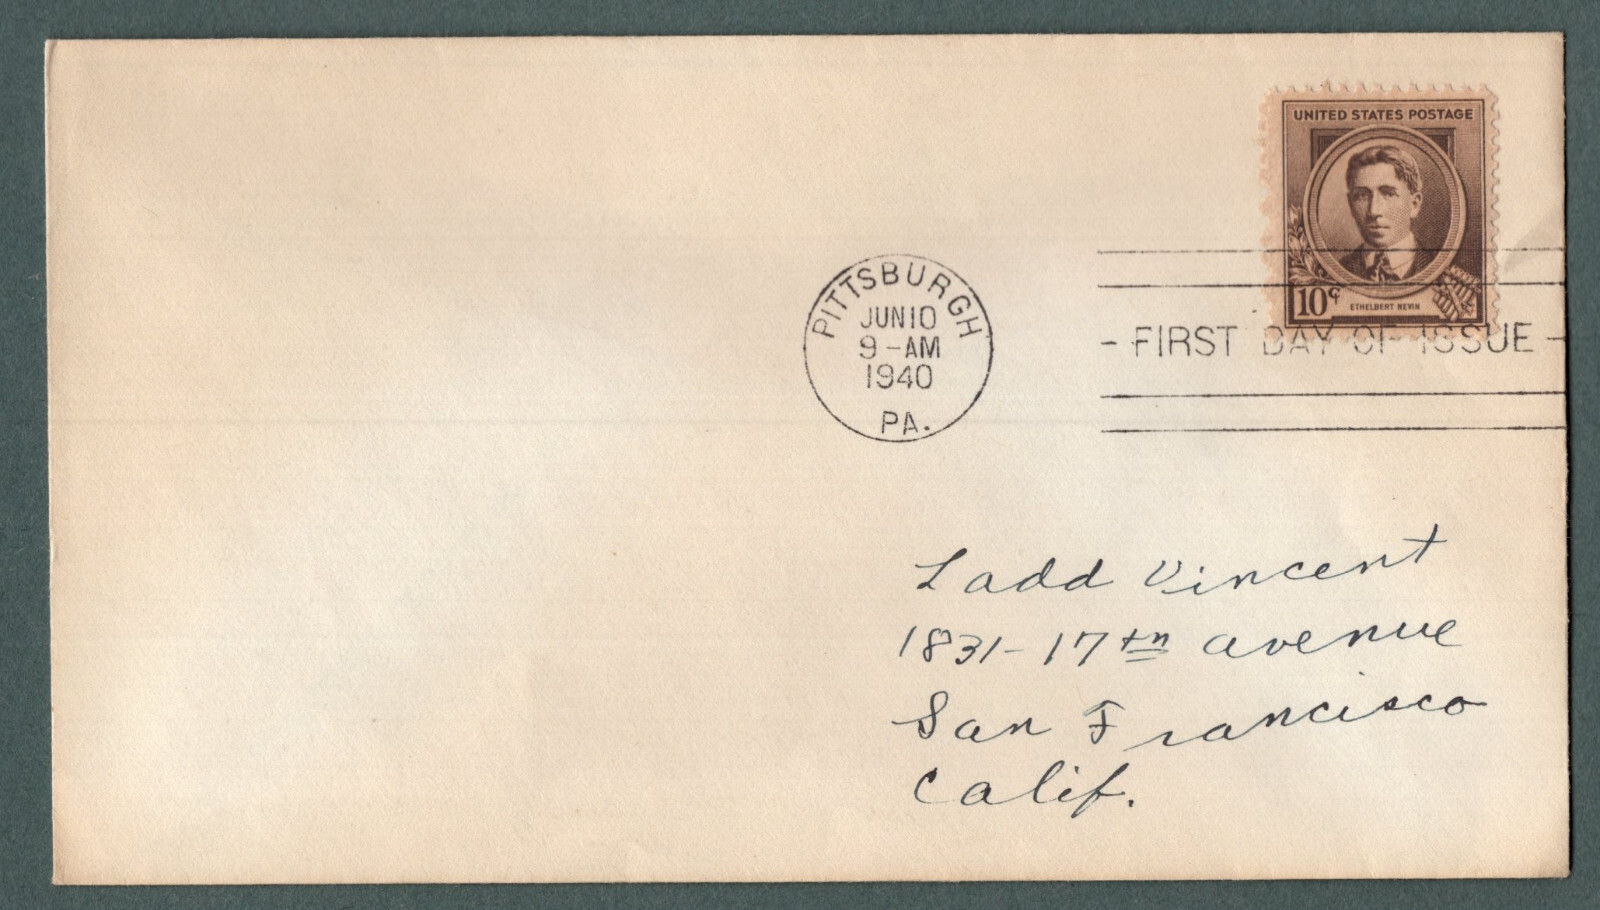 UNITED STATES POSTAGE
10¢ ETHELBERT NEVIN
PITTSBURGH
JUN 10
9-AM
1940
PA.
- FIRST DAY OF ISSUE -
Ladd Vincent
1831-17th avenue
San Francisco
Calif.